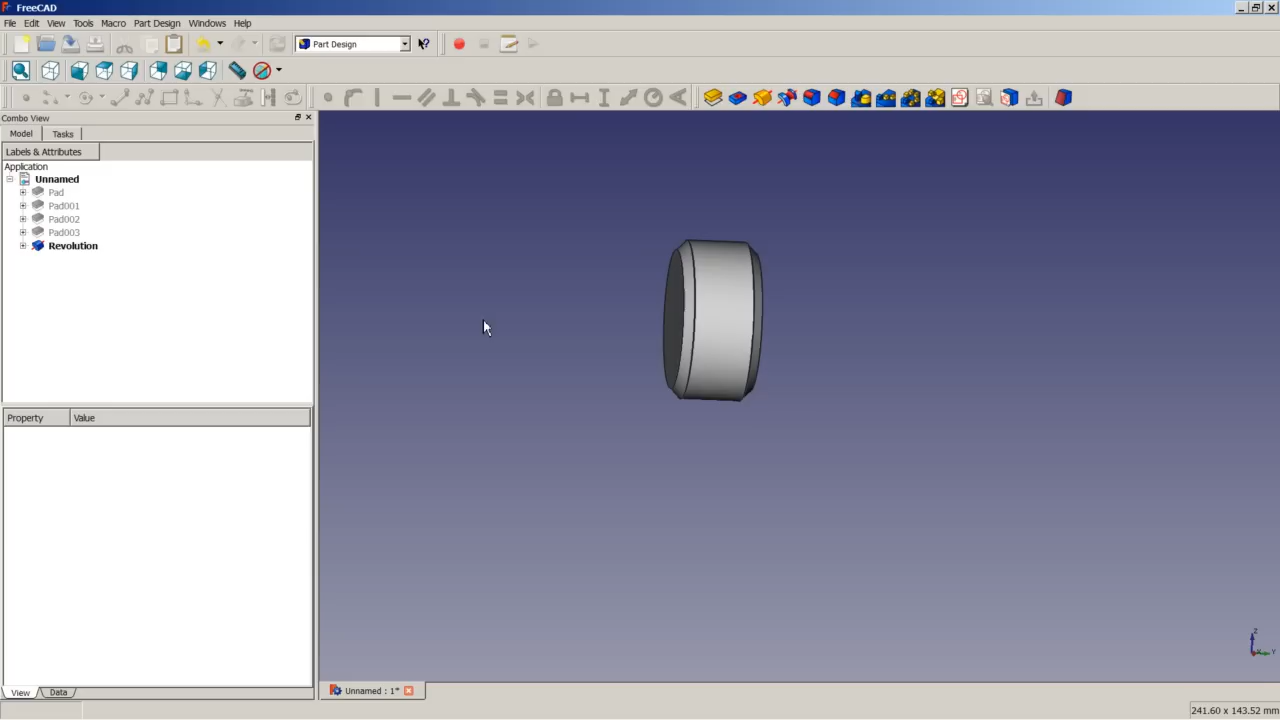 FreeCAD
File Edit View Tools Macro Part Design Windows Help
Part Design
Combo View
Model Tasks
Labels & Attributes
Application
Unnamed
Pad
Pad001
Pad002
Pad003
Revolution
Property Value
View Data
Unnamed : 1*
Z
Y
241.60 x 143.52 mm